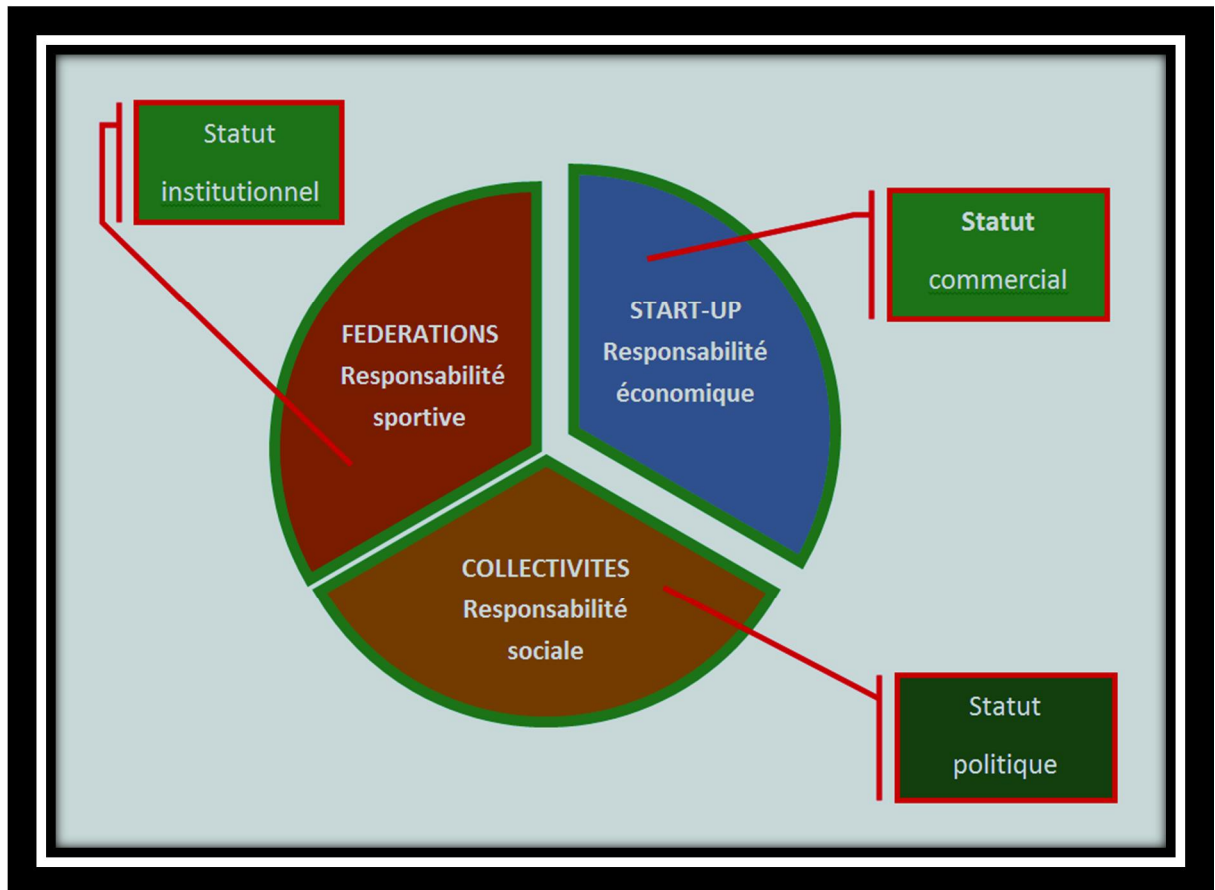 Statut
institutionnel
Statut
commercial
START-UP
Responsabilité
économique
FEDERATIONS
Responsabilité
sportive
COLLECTIVITES
Responsabilité
sociale
Statut
politique